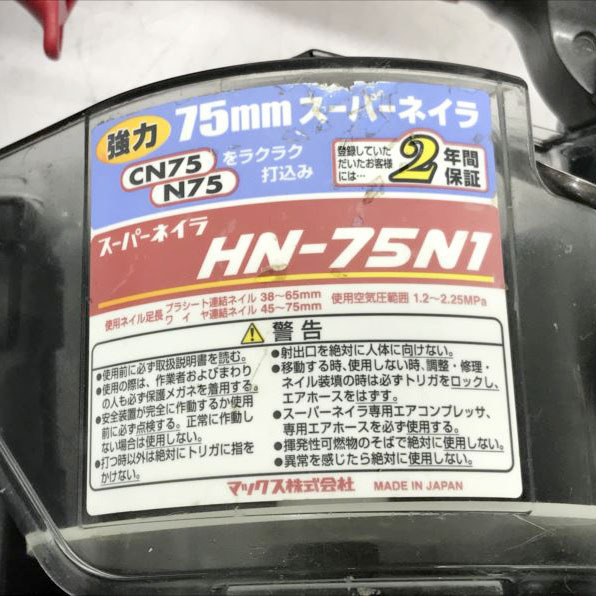 強力 75mm スーパーネイラ
CN75
N75
をラクラク
打込み
登録していた
だいたお客様
には…
2年間
保証
スーパーネイラ
HN-75N1
使用ネイル足長 プラシート連結ネイル 38〜65mm 使用空気圧範囲 1.2〜2.25MPa
ワイヤ連結ネイル 45〜75mm
警告
●使用前に必ず取扱説明書を読む。
●使用の際は、作業者およびまわり
の人も必ず保護メガネを着用する。
●安全装置が完全に作動するか使用
前に必ず点検する。正常に作動し
ない場合は使用しない。
●打つ時以外は絶対にトリガに指を
かけない。
●射出口を絶対に人体に向けない。
●移動する時、使用しない時、調整・修理・
ネイル装填の時は必ずトリガをロックし、
エアホースをはずす。
●スーパーネイラ専用エアコンプレッサ、
専用エアホースを必ず使用する。
●揮発性可燃物のそばで絶対に使用しない。
●異常を感じたら絶対に使用しない。
マックス株式会社 MADE IN JAPAN